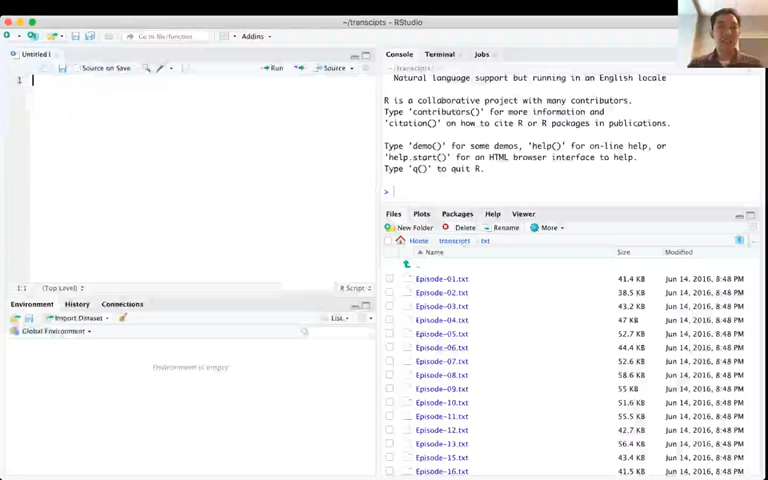 ~/transcipts - RStudio
Go to file/function
Addins
Untitled1
Source on Save
Run
Source
1
1:1
(Top Level)
R Script
Environment
History
Connections
Import Dataset
List
Global Environment
Environment is empty
Console
Terminal
Jobs
~/transcipts/
Natural language support but running in an English locale
R is a collaborative project with many contributors.
Type 'contributors()' for more information and
'citation()' on how to cite R or R packages in publications.
Type 'demo()' for some demos, 'help()' for on-line help, or
'help.start()' for an HTML browser interface to help.
Type 'q()' to quit R.
>
Files
Plots
Packages
Help
Viewer
New Folder
Delete
Rename
More
Home
transcipts
txt
Name
Size
Modified
..
Episode-01.txt 41.4 KB Jun 14, 2016, 8:48 PM
Episode-02.txt 38.5 KB Jun 14, 2016, 8:48 PM
Episode-03.txt 43.2 KB Jun 14, 2016, 8:48 PM
Episode-04.txt 47 KB Jun 14, 2016, 8:48 PM
Episode-05.txt 52.7 KB Jun 14, 2016, 8:48 PM
Episode-06.txt 44.4 KB Jun 14, 2016, 8:48 PM
Episode-07.txt 52.6 KB Jun 14, 2016, 8:48 PM
Episode-08.txt 58.6 KB Jun 14, 2016, 8:48 PM
Episode-09.txt 55 KB Jun 14, 2016, 8:48 PM
Episode-10.txt 51.6 KB Jun 14, 2016, 8:48 PM
Episode-11.txt 55.5 KB Jun 14, 2016, 8:48 PM
Episode-12.txt 42.7 KB Jun 14, 2016, 8:48 PM
Episode-13.txt 56.4 KB Jun 14, 2016, 8:48 PM
Episode-15.txt 43.4 KB Jun 14, 2016, 8:48 PM
Episode-16.txt 41.5 KB Jun 14, 2016, 8:48 PM